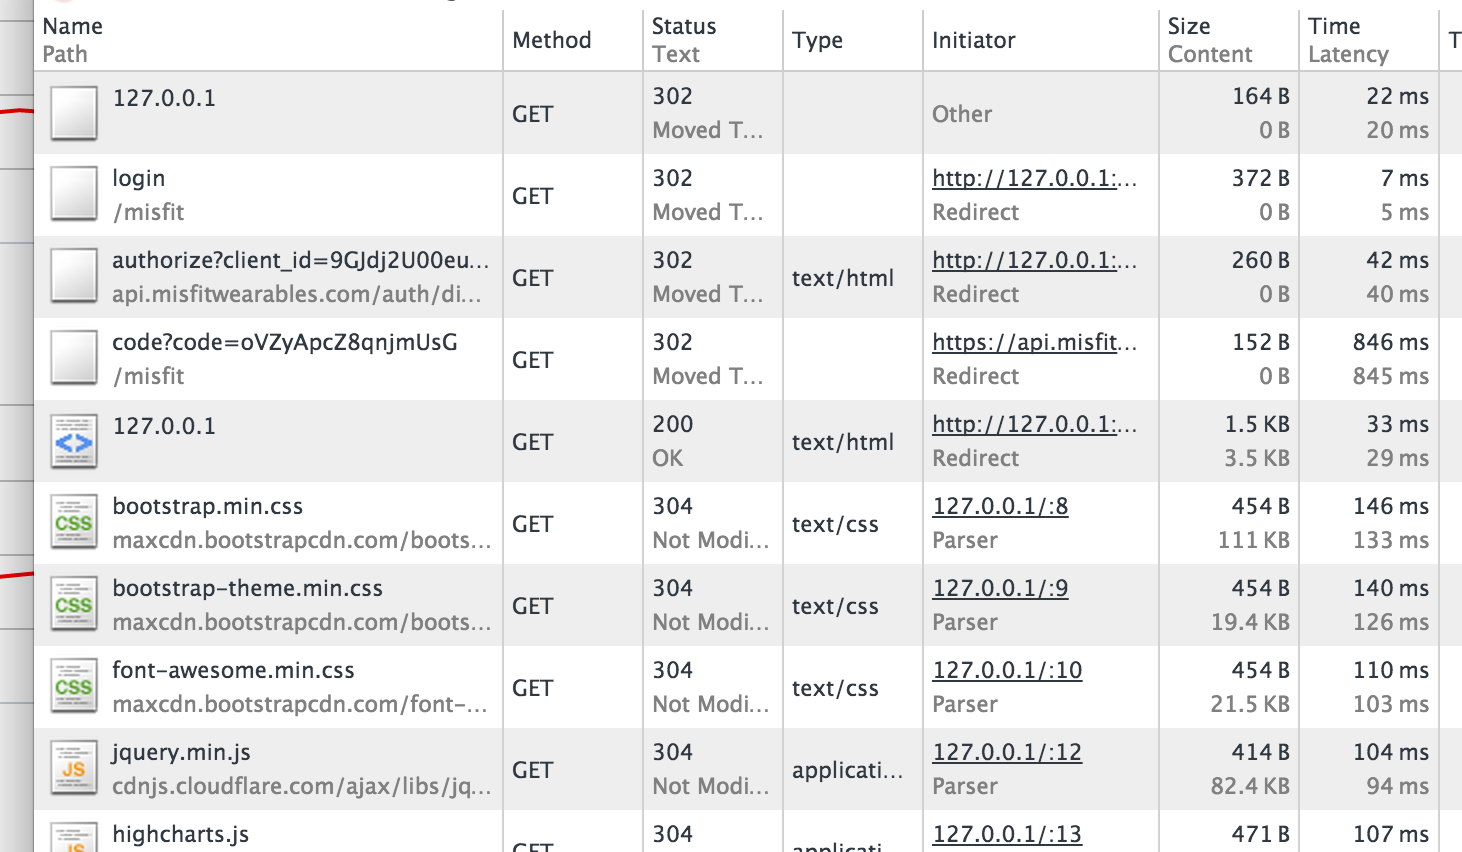 Name Method Status Type Initiator Size Time T
Path Text Content Latency
127.0.0.1 GET 302 Other 164 B 22 ms
Moved T... 0 B 20 ms
login GET 302 http://127.0.0.1:... 372 B 7 ms
/misfit Moved T... Redirect 0 B 5 ms
authorize?client_id=9GJdj2U00eu... GET 302 text/html http://127.0.0.1:... 260 B 42 ms
api.misfitwearables.com/auth/di... Moved T... Redirect 0 B 40 ms
code?code=oVZyApcZ8qnjmUsG GET 302 https://api.misfit... 152 B 846 ms
/misfit Moved T... Redirect 0 B 845 ms
127.0.0.1 GET 200 text/html http://127.0.0.1:... 1.5 KB 33 ms
OK Redirect 3.5 KB 29 ms
bootstrap.min.css GET 304 text/css 127.0.0.1/:8 454 B 146 ms
maxcdn.bootstrapcdn.com/boots... Not Modi... Parser 111 KB 133 ms
bootstrap-theme.min.css GET 304 text/css 127.0.0.1/:9 454 B 140 ms
maxcdn.bootstrapcdn.com/boots... Not Modi... Parser 19.4 KB 126 ms
font-awesome.min.css GET 304 text/css 127.0.0.1/:10 454 B 110 ms
maxcdn.bootstrapcdn.com/font-... Not Modi... Parser 21.5 KB 103 ms
jquery.min.js GET 304 applicati... 127.0.0.1/:12 414 B 104 ms
cdnjs.cloudflare.com/ajax/libs/jq... Not Modi... Parser 82.4 KB 94 ms
highcharts.js GET 304 applicati 127.0.0.1/:13 471 B 107 ms